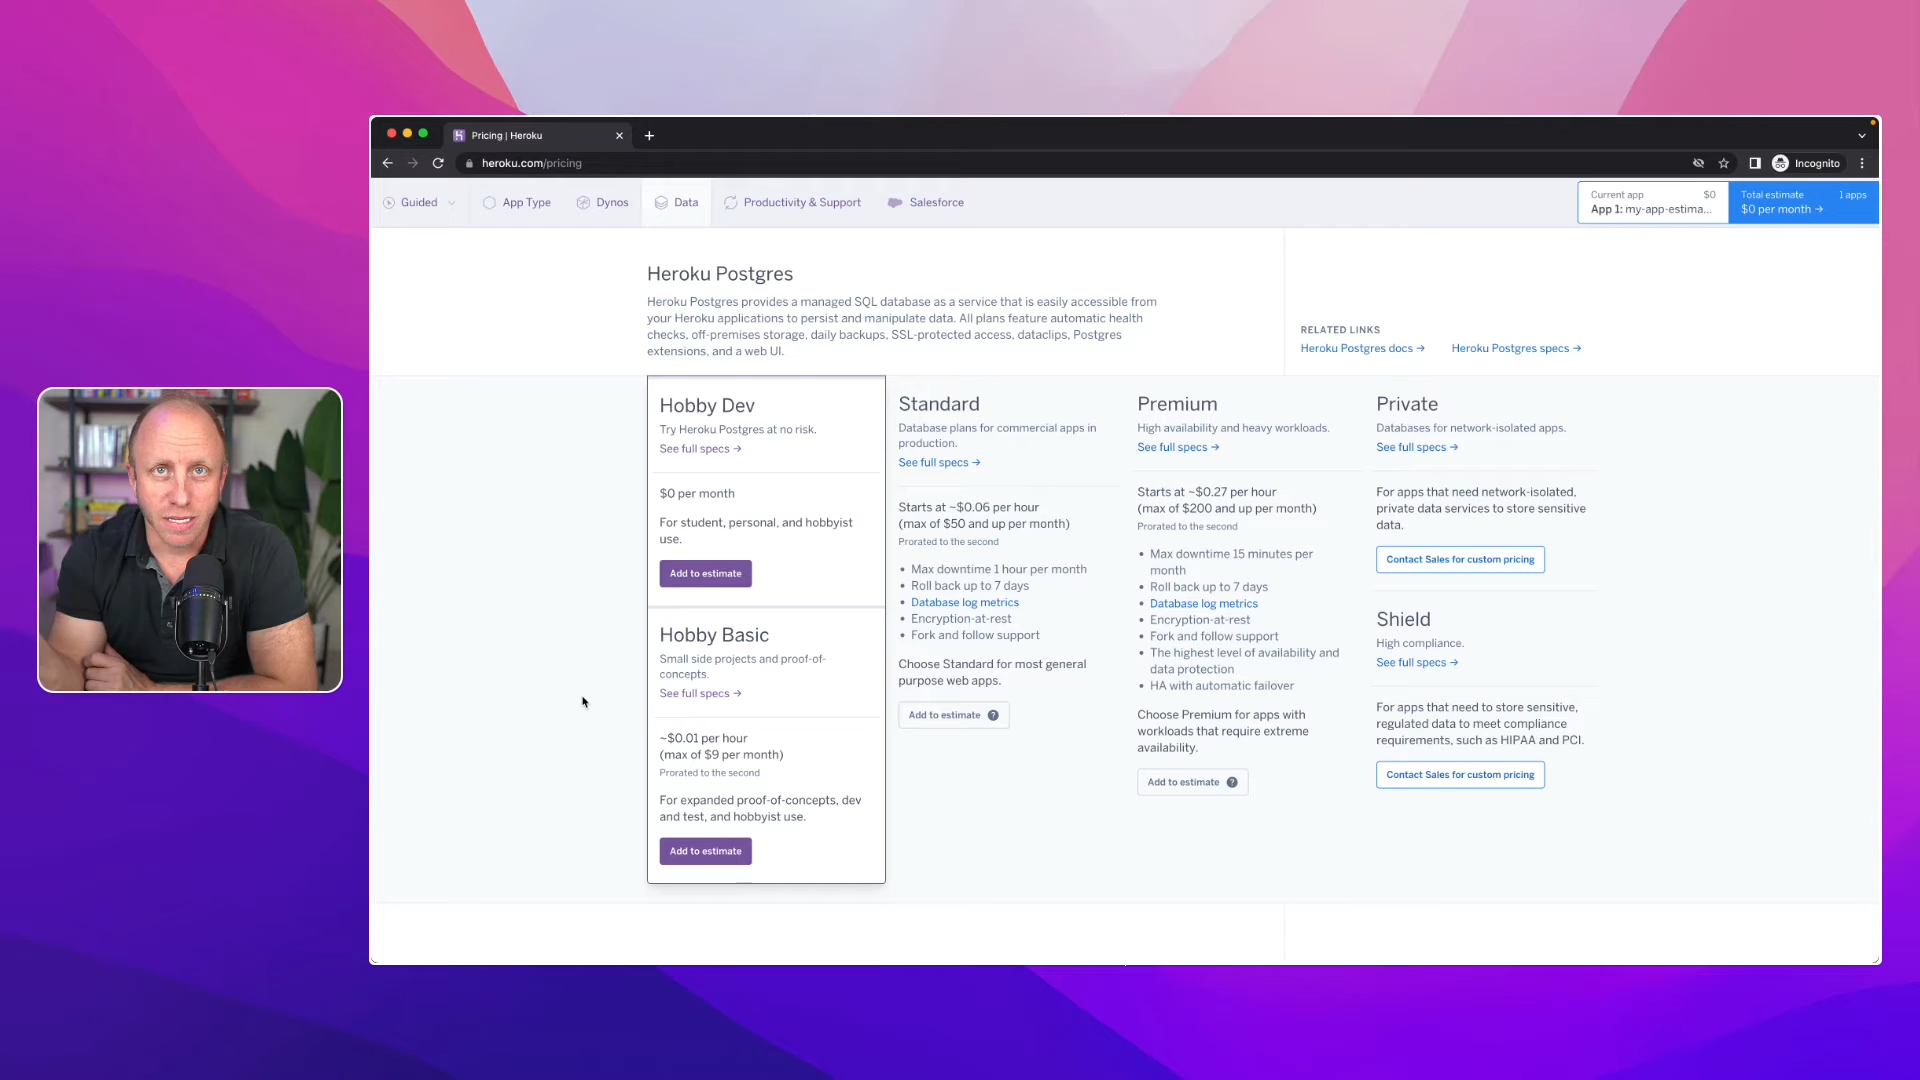 Pricing | Heroku
heroku.com/pricing
Incognito
Guided
App Type
Dynos
Data
Productivity & Support
Salesforce
Current app $0
App 1: my-app-estima...
Total estimate 1 apps
$0 per month →
Heroku Postgres
Heroku Postgres provides a managed SQL database as a service that is easily accessible from
your Heroku applications to persist and manipulate data. All plans feature automatic health
checks, off-premises storage, daily backups, SSL-protected access, dataclips, Postgres
extensions, and a web UI.
RELATED LINKS
Heroku Postgres docs →
Heroku Postgres specs →
Hobby Dev
Try Heroku Postgres at no risk.
See full specs →
$0 per month
For student, personal, and hobbyist
use.
Add to estimate
Hobby Basic
Small side projects and proof-of-
concepts.
See full specs →
~$0.01 per hour
(max of $9 per month)
Prorated to the second
For expanded proof-of-concepts, dev
and test, and hobbyist use.
Add to estimate
Standard
Database plans for commercial apps in
production.
See full specs →
Starts at ~$0.06 per hour
(max of $50 and up per month)
Prorated to the second
• Max downtime 1 hour per month
• Roll back up to 7 days
• Database log metrics
• Encryption-at-rest
• Fork and follow support
Choose Standard for most general
purpose web apps.
Add to estimate ?
Premium
High availability and heavy workloads.
See full specs →
Starts at ~$0.27 per hour
(max of $200 and up per month)
Prorated to the second
• Max downtime 15 minutes per
month
• Roll back up to 7 days
• Database log metrics
• Encryption-at-rest
• Fork and follow support
• The highest level of availability and
data protection
• HA with automatic failover
Choose Premium for apps with
workloads that require extreme
availability.
Add to estimate ?
Private
Databases for network-isolated apps.
See full specs →
For apps that need network-isolated,
private data services to store sensitive
data.
Contact Sales for custom pricing
Shield
High compliance.
See full specs →
For apps that need to store sensitive,
regulated data to meet compliance
requirements, such as HIPAA and PCI.
Contact Sales for custom pricing